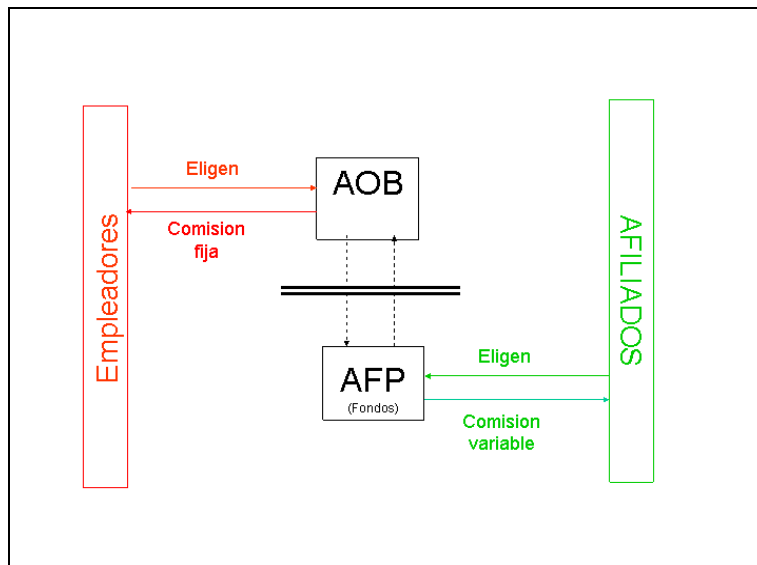 Empleadores
Eligen
Comision
fija
AOB
AFP
(Fondos)
Eligen
Comision
variable
AFILIADOS